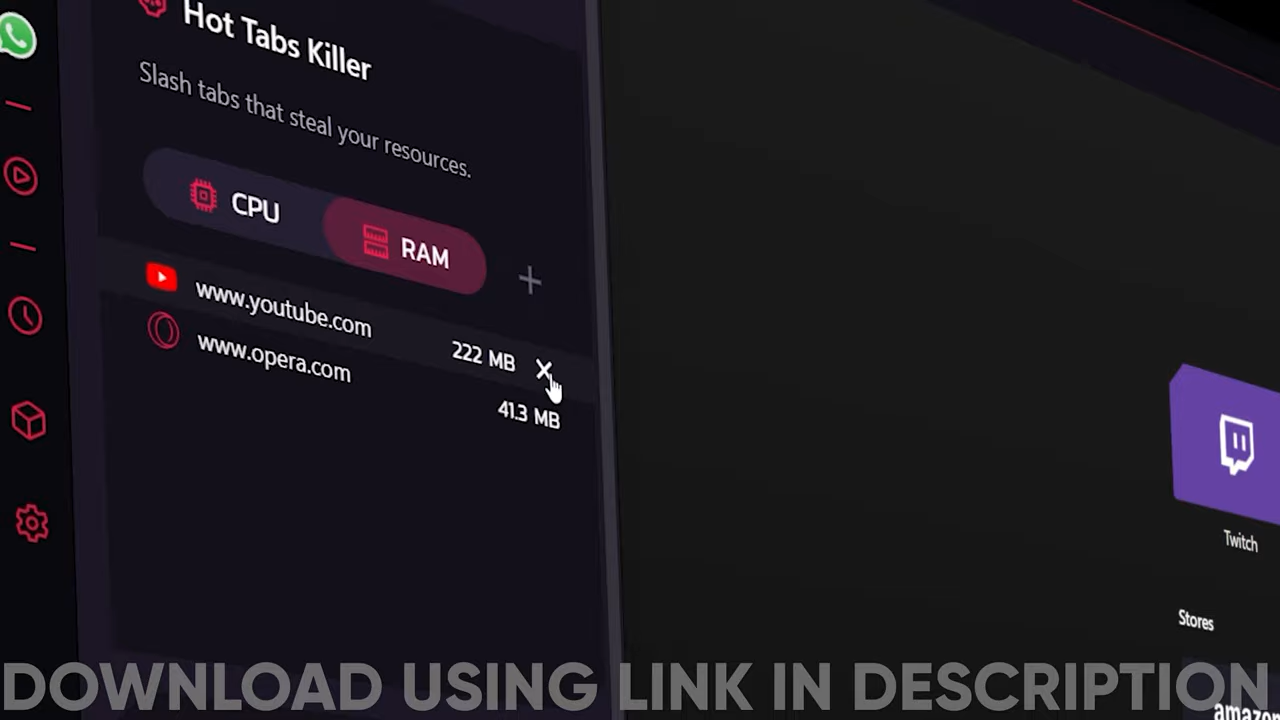 Hot Tabs Killer
Slash tabs that steal your resources.
CPU
RAM
www.youtube.com
222 MB
www.opera.com
41.3 MB
Twitch
Stores
amazon
DOWNLOAD USING LINK IN DESCRIPTION